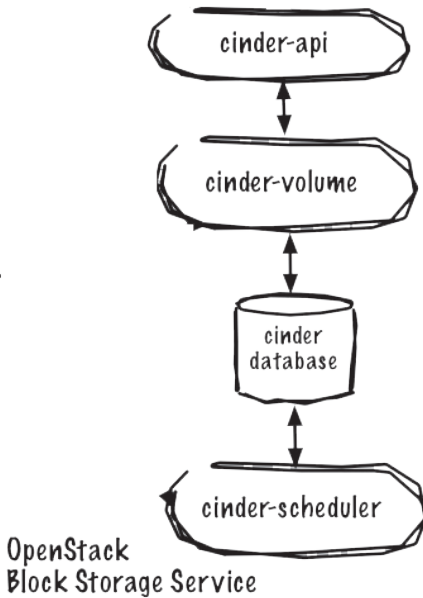 cinder-api
cinder-volume
cinder
database
cinder-scheduler
OpenStack
Block Storage Service